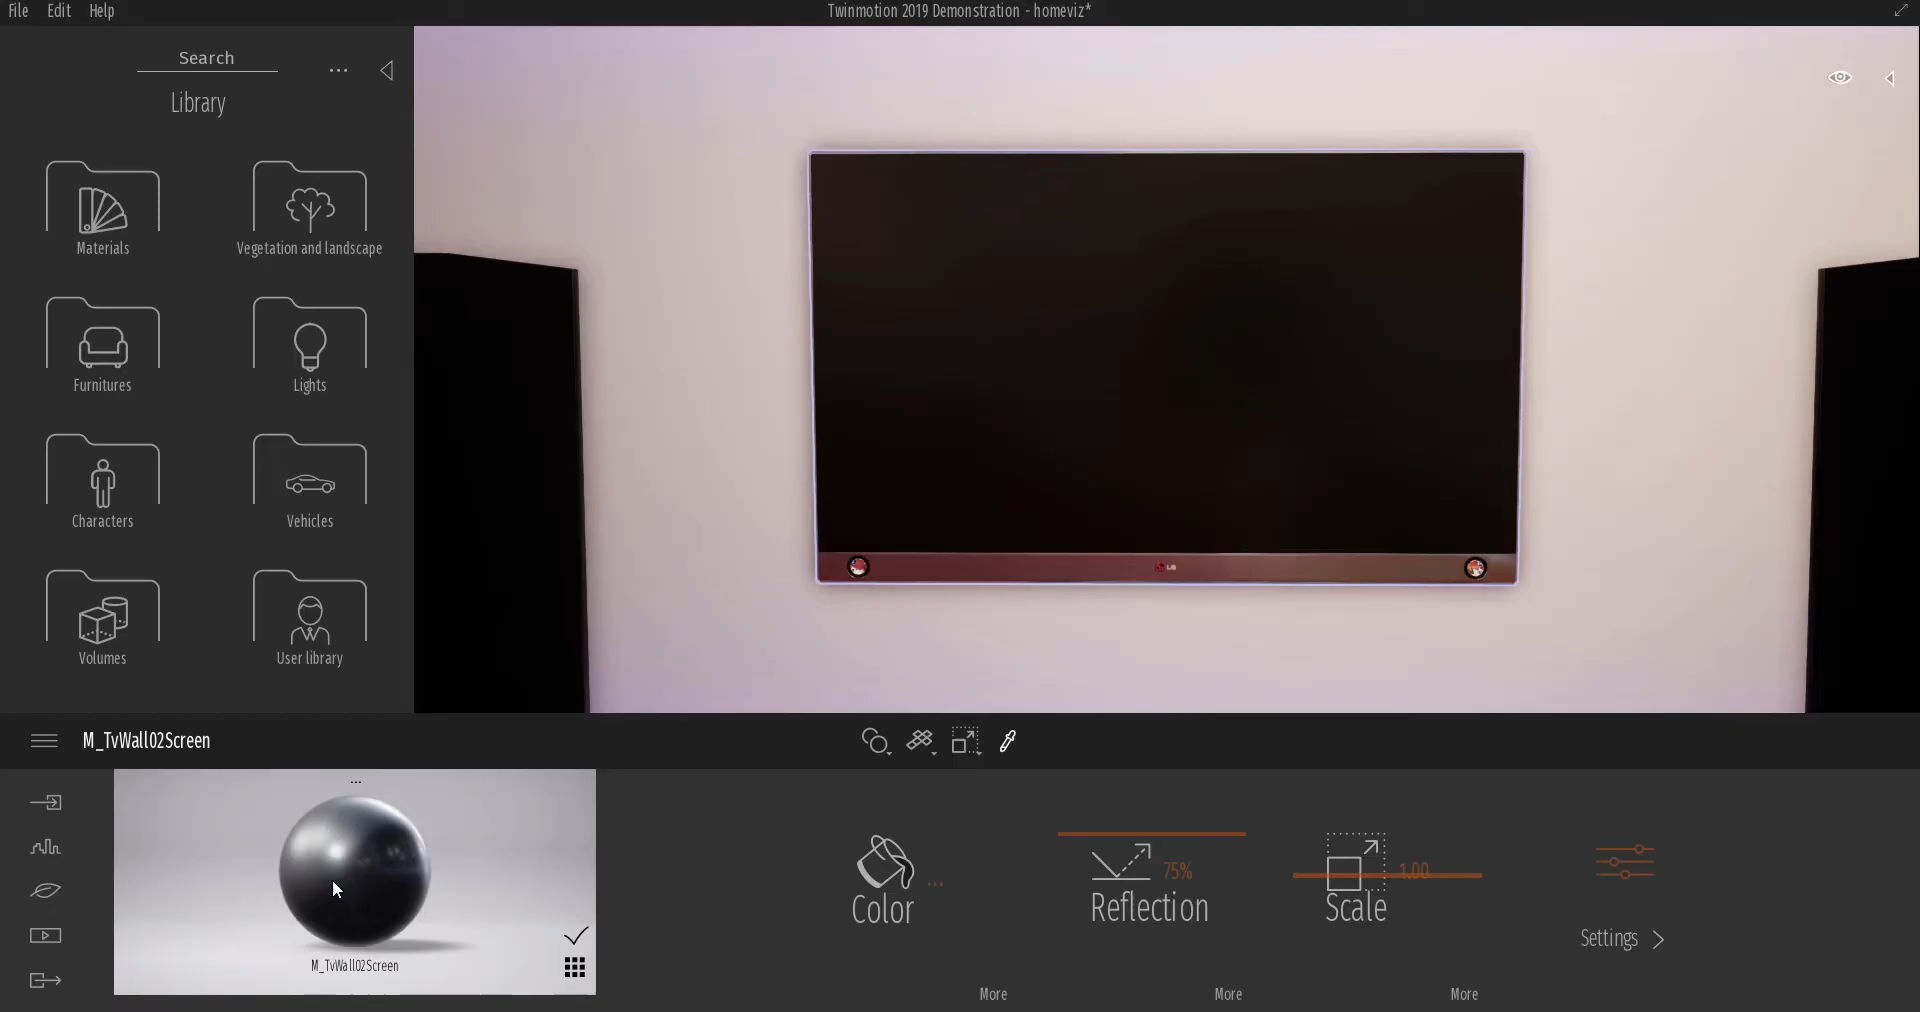 File Edit Help
Twinmotion 2019 Demonstration - homeviz*
Search
...
Library
Materials
Vegetation and landscape
Furnitures
Lights
Characters
Vehicles
Volumes
User library
LG
M_TvWall02Screen
...
M_TvWall02Screen
Color ...
75%
Reflection
1.00
Scale
Settings
More
More
More